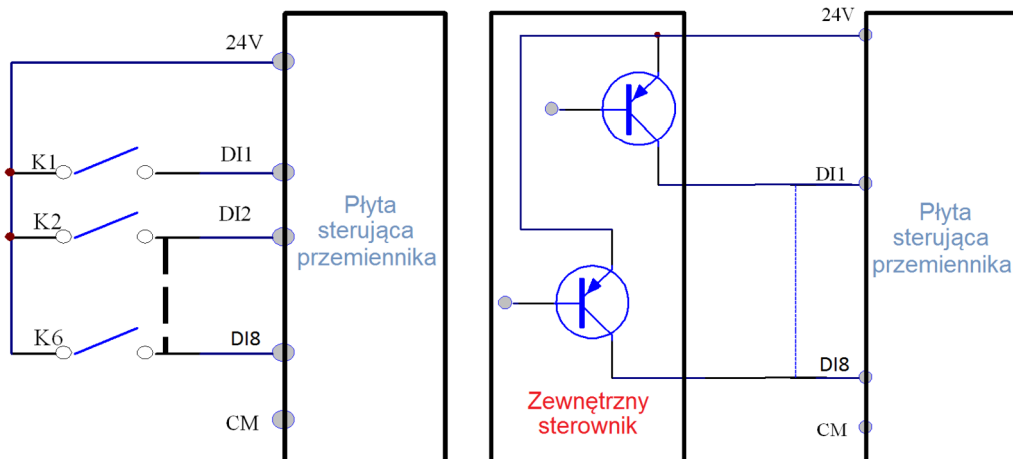 24V
K1
DI1
K2
DI2
K6
DI8
CM
Płyta
sterująca
przemiennika
Zewnętrzny
sterownik
24V
DI1
DI8
CM
Płyta
sterująca
przemiennika